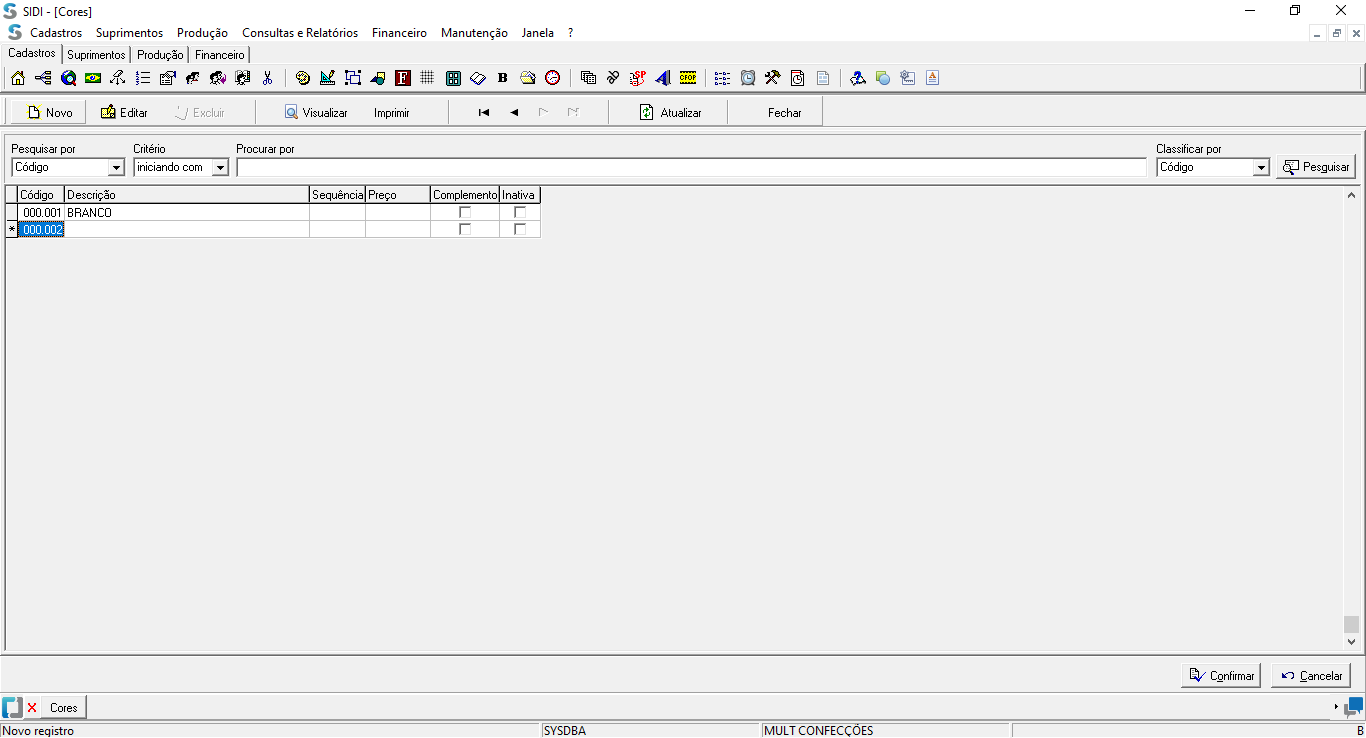 SIDI - [Cores]
Cadastros Suprimentos Produção Consultas e Relatórios Financeiro Manutenção Janela ?
Cadastros Suprimentos Produção Financeiro
SP CFOP
Novo Editar Excluir Visualizar Imprimir Atualizar Fechar
Pesquisar por Critério Procurar por Classificar por
Código iniciando com Código Pesquisar
Código Descrição Sequência Preço Complemento Inativa
000.001 BRANCO
* 000.002
Confirmar Cancelar
Cores
Novo registro SYSDBA MULT CONFECÇÕES B